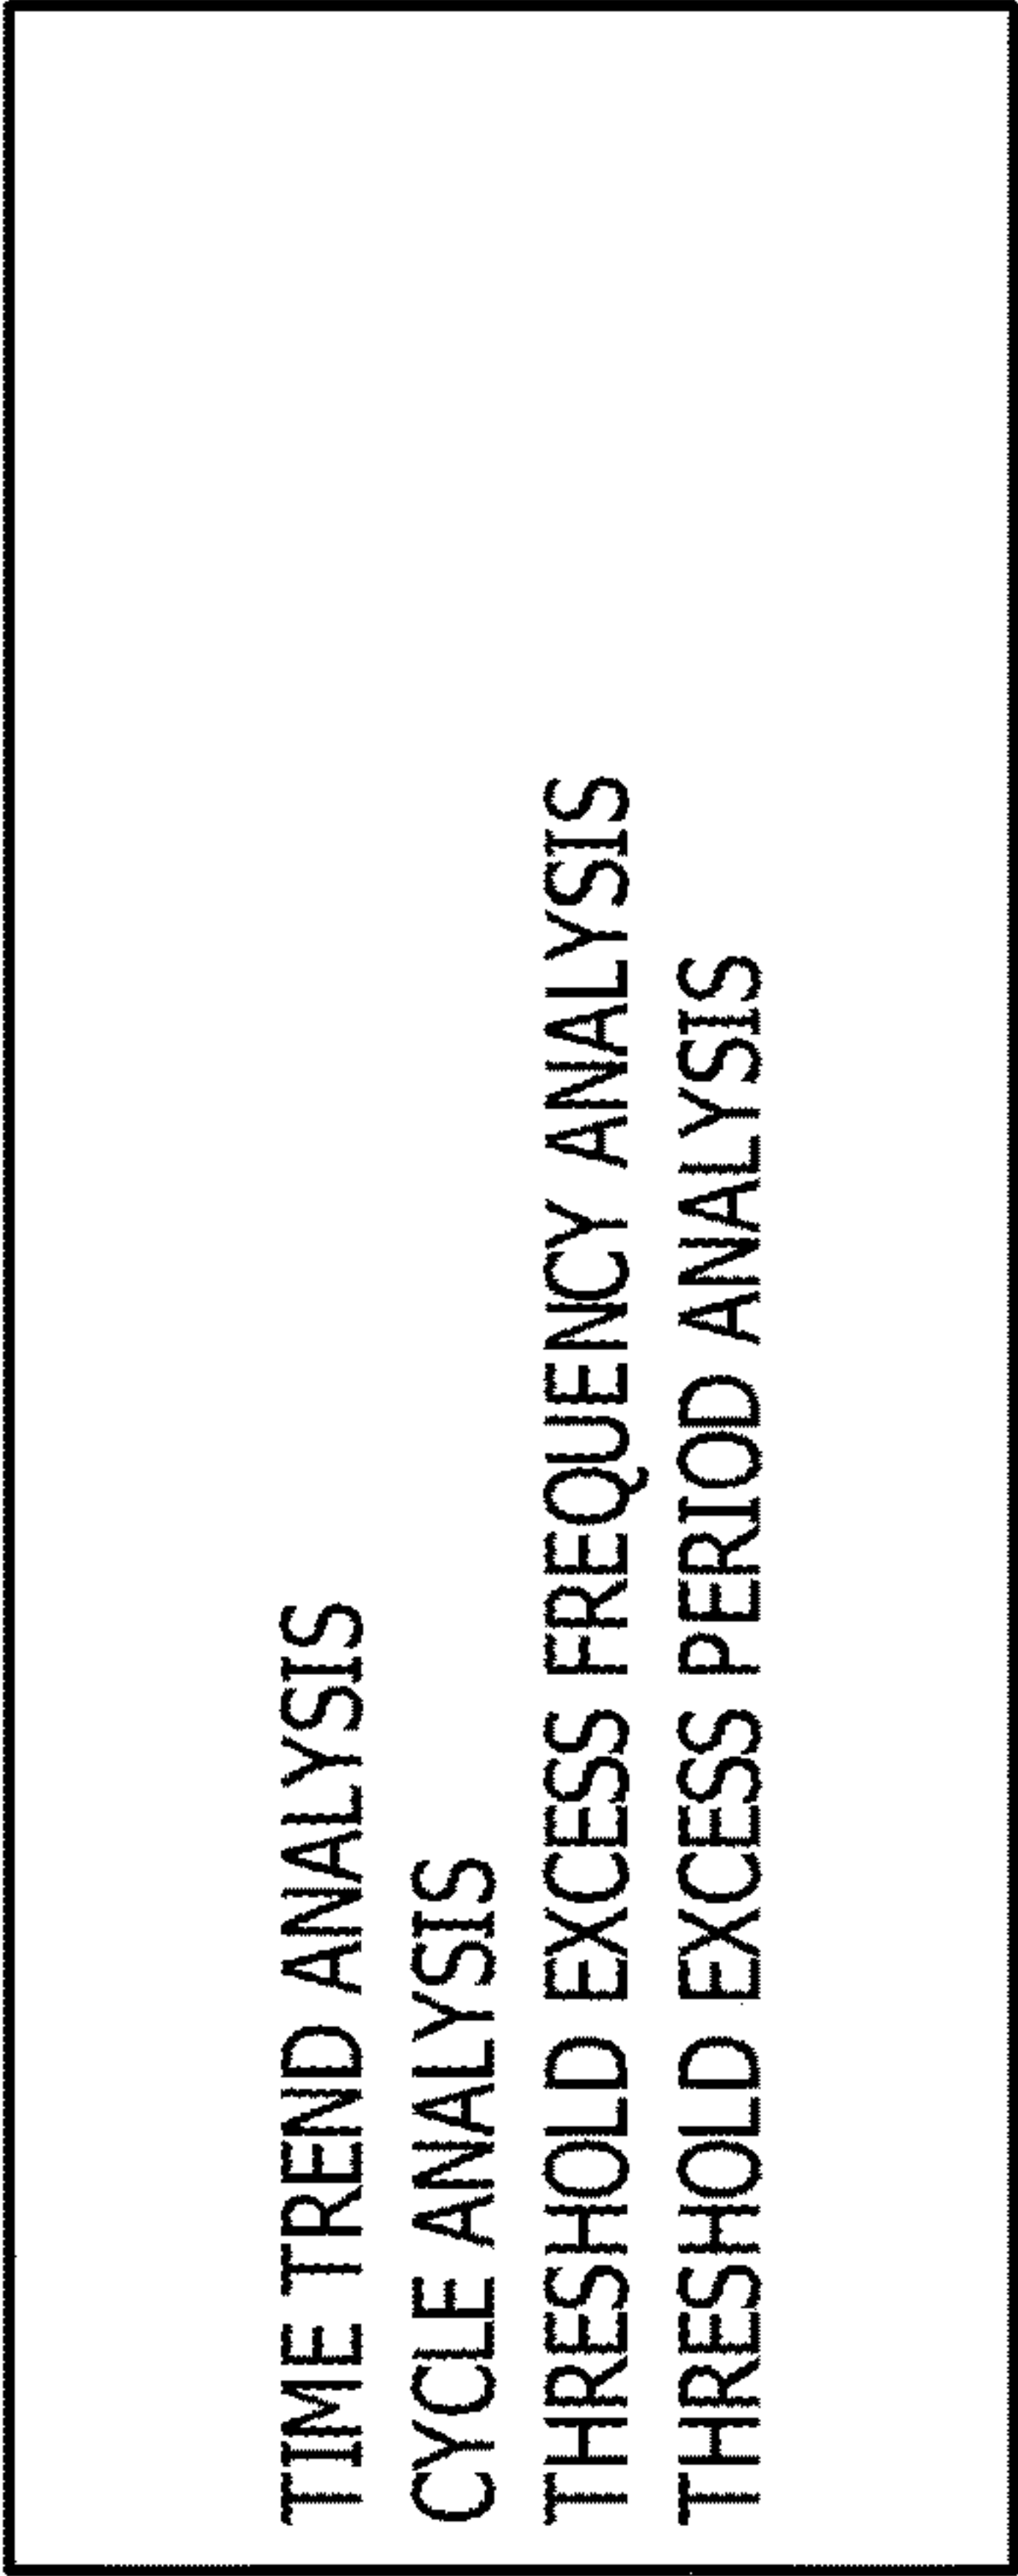 TIME TREND ANALYSIS
CYCLE ANALYSIS
THRESHOLD EXCESS FREQUENCY ANALYSIS
THRESHOLD EXCESS PERIOD ANALYSIS